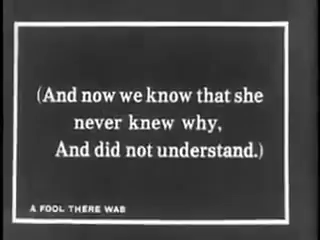 (And now we know that she
never knew why,
And did not understand.)
A FOOL THERE WAS